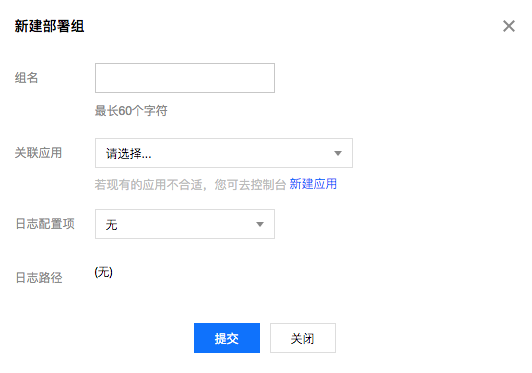 新建部署组
组名
最长60个字符
关联应用 请选择...
若现有的应用不合适，您可去控制台 新建应用
日志配置项 无
日志路径 (无)
提交 关闭